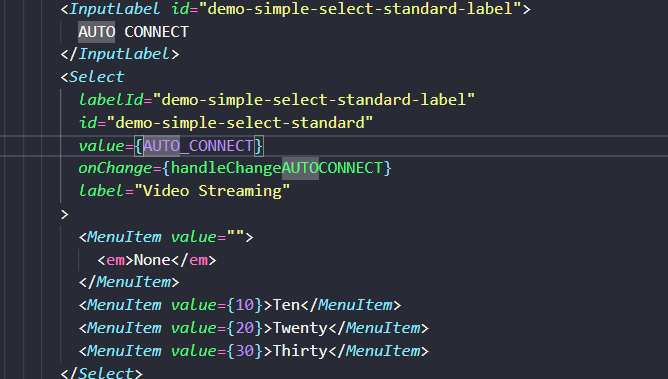 <InputLabel id="demo-simple-select-standard-label">
AUTO CONNECT
</InputLabel>
<Select
labelId="demo-simple-select-standard-label"
id="demo-simple-select-standard"
value={AUTO_CONNECT}
onChange={handleChangeAUTOCONNECT}
label="Video Streaming"
>
<MenuItem value="">
<em>None</em>
</MenuItem>
<MenuItem value={10}>Ten</MenuItem>
<MenuItem value={20}>Twenty</MenuItem>
<MenuItem value={30}>Thirty</MenuItem>
</Select>